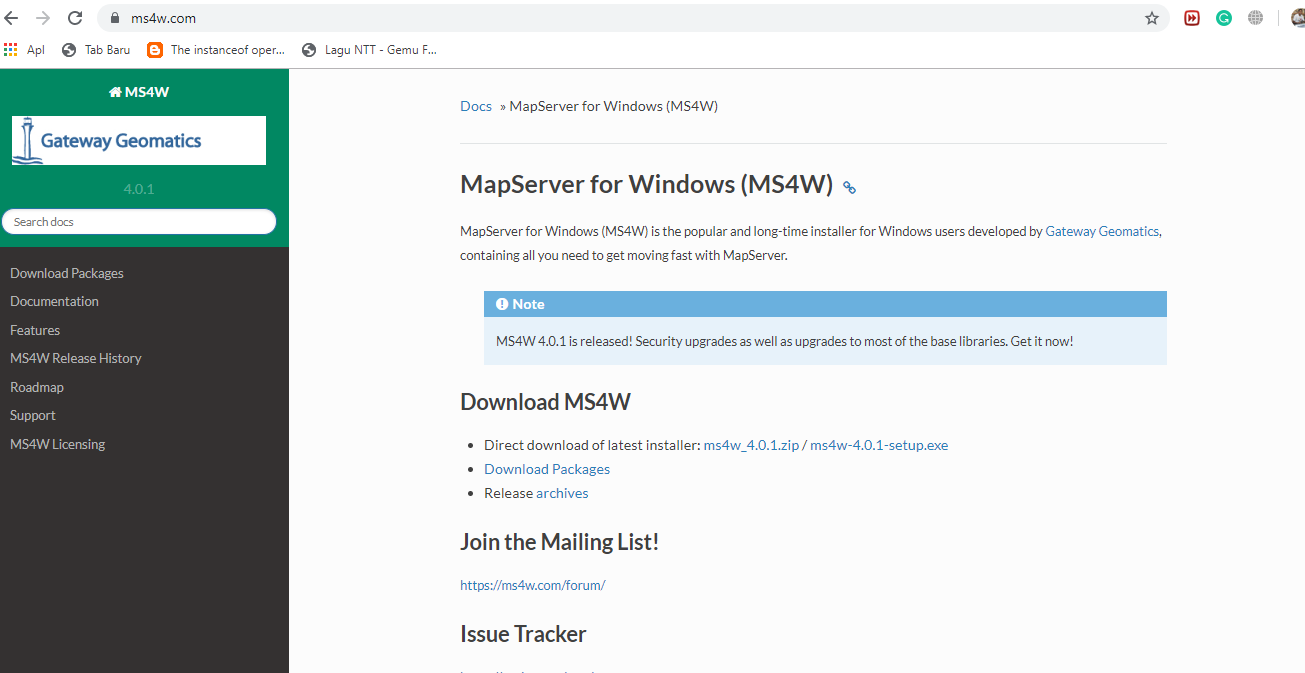 ms4w.com
Apl
Tab Baru
The instanceof oper...
Lagu NTT - Gemu F...
MS4W
Gateway Geomatics
4.0.1
Search docs
Download Packages
Documentation
Features
MS4W Release History
Roadmap
Support
MS4W Licensing
Docs » MapServer for Windows (MS4W)
MapServer for Windows (MS4W)
MapServer for Windows (MS4W) is the popular and long-time installer for Windows users developed by Gateway Geomatics,
containing all you need to get moving fast with MapServer.
Note
MS4W 4.0.1 is released! Security upgrades as well as upgrades to most of the base libraries. Get it now!
Download MS4W
• Direct download of latest installer: ms4w_4.0.1.zip / ms4w-4.0.1-setup.exe
• Download Packages
• Release archives
Join the Mailing List!
https://ms4w.com/forum/
Issue Tracker